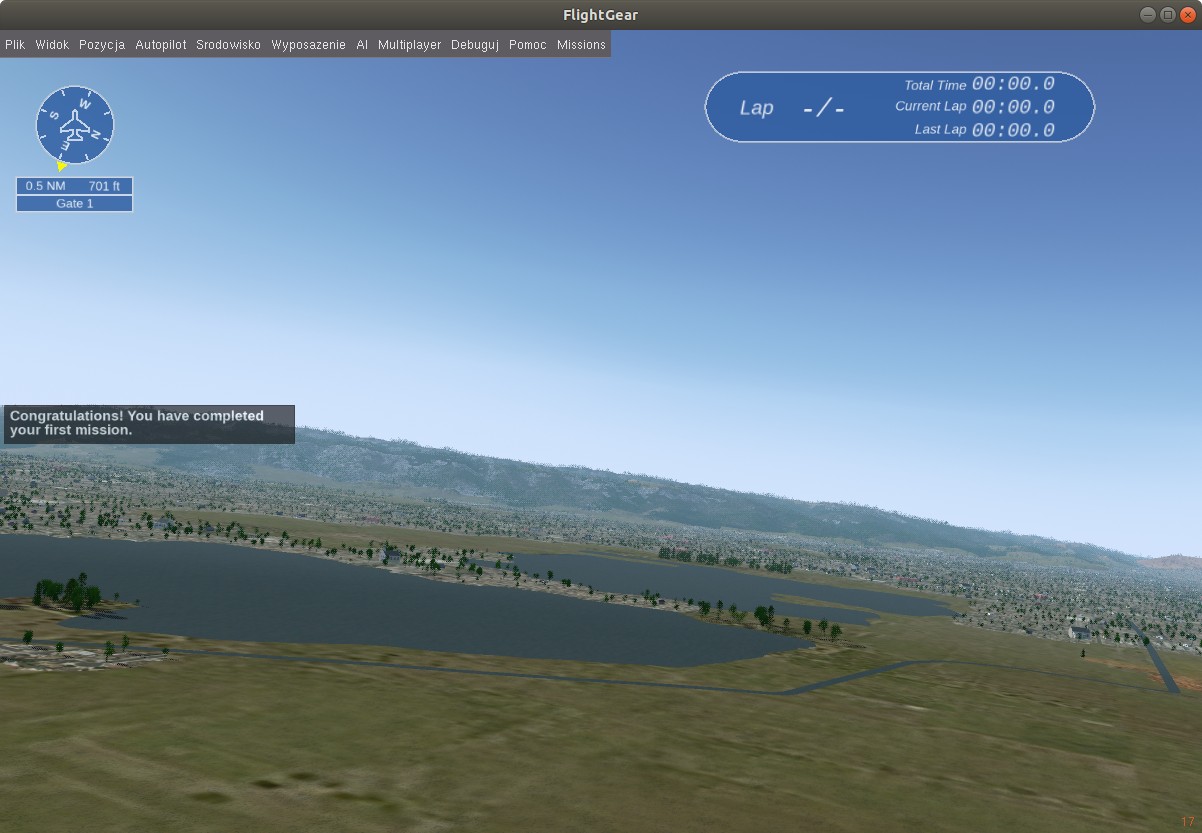 FlightGear
Plik Widok Pozycja Autopilot Srodowisko Wyposazenie AI Multiplayer Debuguj Pomoc Missions
W
S
N
E
0.5 NM 701 ft
Gate 1
Lap -/-
Total Time 00:00.0
Current Lap 00:00.0
Last Lap 00:00.0
Congratulations! You have completed
your first mission.
17